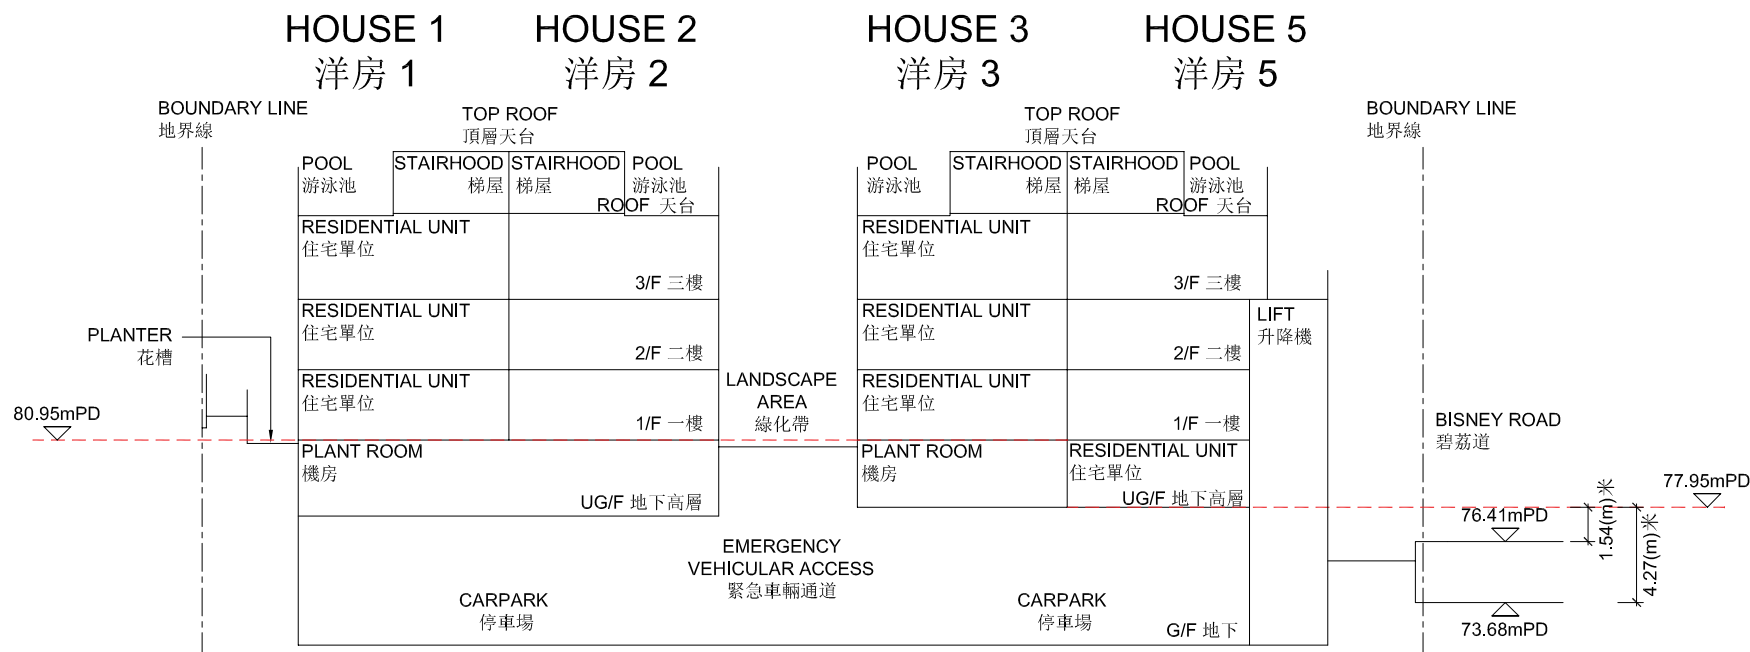 HOUSE 1
洋房 1
HOUSE 2
洋房 2
HOUSE 3
洋房 3
HOUSE 5
洋房 5
BOUNDARY LINE
地界線
TOP ROOF
頂層天台
TOP ROOF
頂層天台
BOUNDARY LINE
地界線
POOL
游泳池
STAIRHOOD
梯屋
STAIRHOOD
梯屋
POOL
游泳池
ROOF 天台
POOL
游泳池
STAIRHOOD
梯屋
STAIRHOOD
梯屋
POOL
游泳池
ROOF 天台
RESIDENTIAL UNIT
住宅單位
3/F 三樓
RESIDENTIAL UNIT
住宅單位
3/F 三樓
RESIDENTIAL UNIT
住宅單位
2/F 二樓
RESIDENTIAL UNIT
住宅單位
2/F 二樓
LIFT
升降機
PLANTER
花槽
RESIDENTIAL UNIT
住宅單位
1/F 一樓
LANDSCAPE
AREA
綠化帶
RESIDENTIAL UNIT
住宅單位
1/F 一樓
80.95mPD
BISNEY ROAD
碧荔道
PLANT ROOM
機房
UG/F 地下高層
PLANT ROOM
機房
RESIDENTIAL UNIT
住宅單位
UG/F 地下高層
77.95mPD
76.41mPD
1.54(m)米
4.27(m)米
73.68mPD
EMERGENCY
VEHICULAR ACCESS
緊急車輛通道
CARPARK
停車場
CARPARK
停車場
G/F 地下